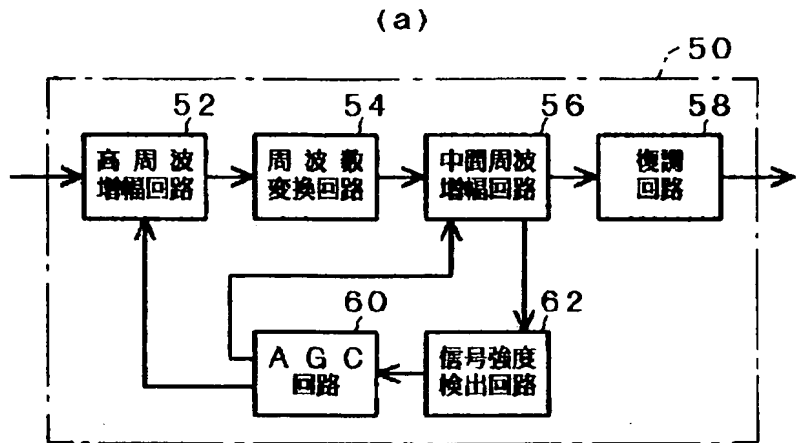 (a)
50
52
54
56
58
高周波
増幅回路
周波数
変換回路
中間周波
増幅回路
復調
回路
60
62
AGC
回路
信号強度
検出回路